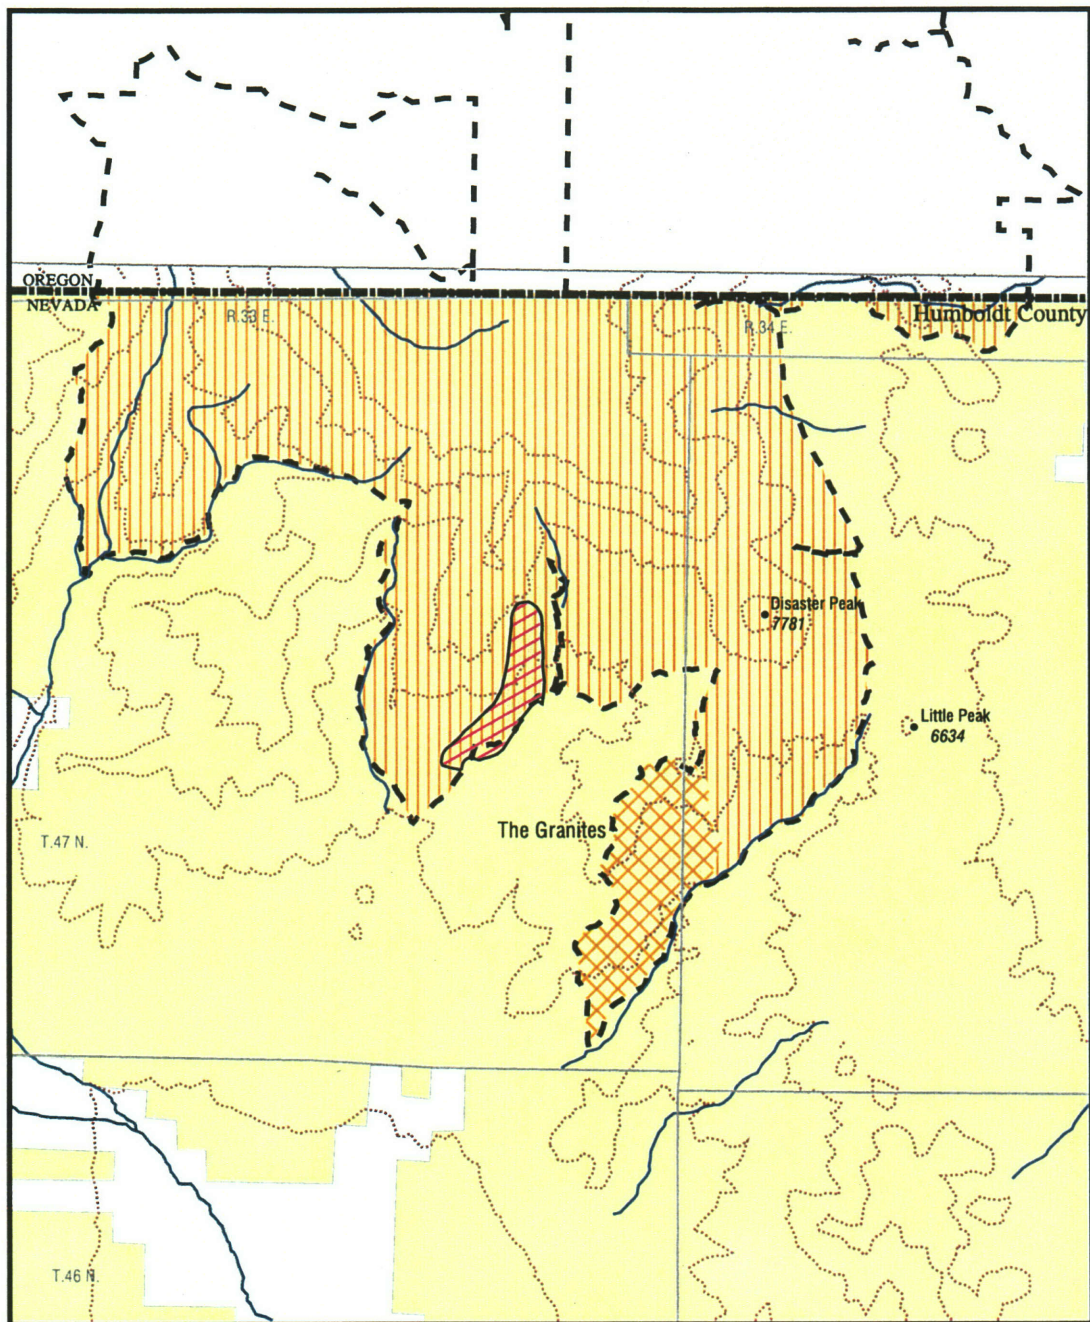 OREGON
NEVADA
R.33 E.
R.34 E.
Humboldt County
Disaster Peak
7781
Little Peak
6634
The Granites
T.47 N.
T.46 N.